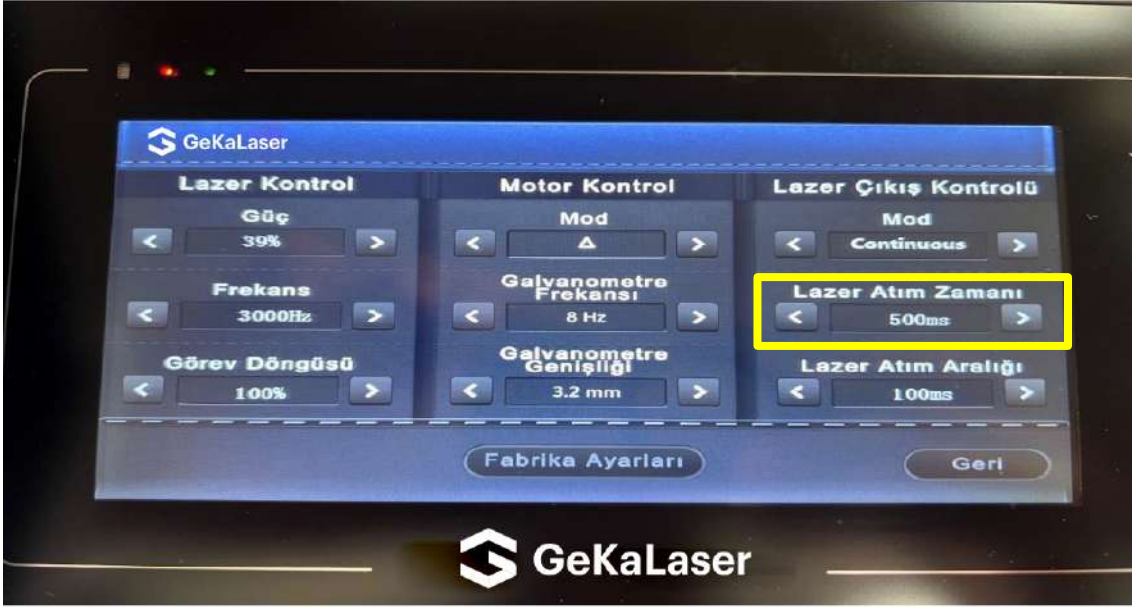 GeKaLaser
Lazer Kontrol
Güç
39%
Frekans
3000Hz
Görev Döngüsü
100%
Motor Kontrol
Mod
Δ
Galvanometre
Frekansı
8 Hz
Galvanometre
Genişliği
3.2 mm
Lazer Çıkış Kontrolü
Mod
Continuous
Lazer Atım Zamanı
500ms
Lazer Atım Aralığı
100ms
Fabrika Ayarları
Geri
GeKaLaser